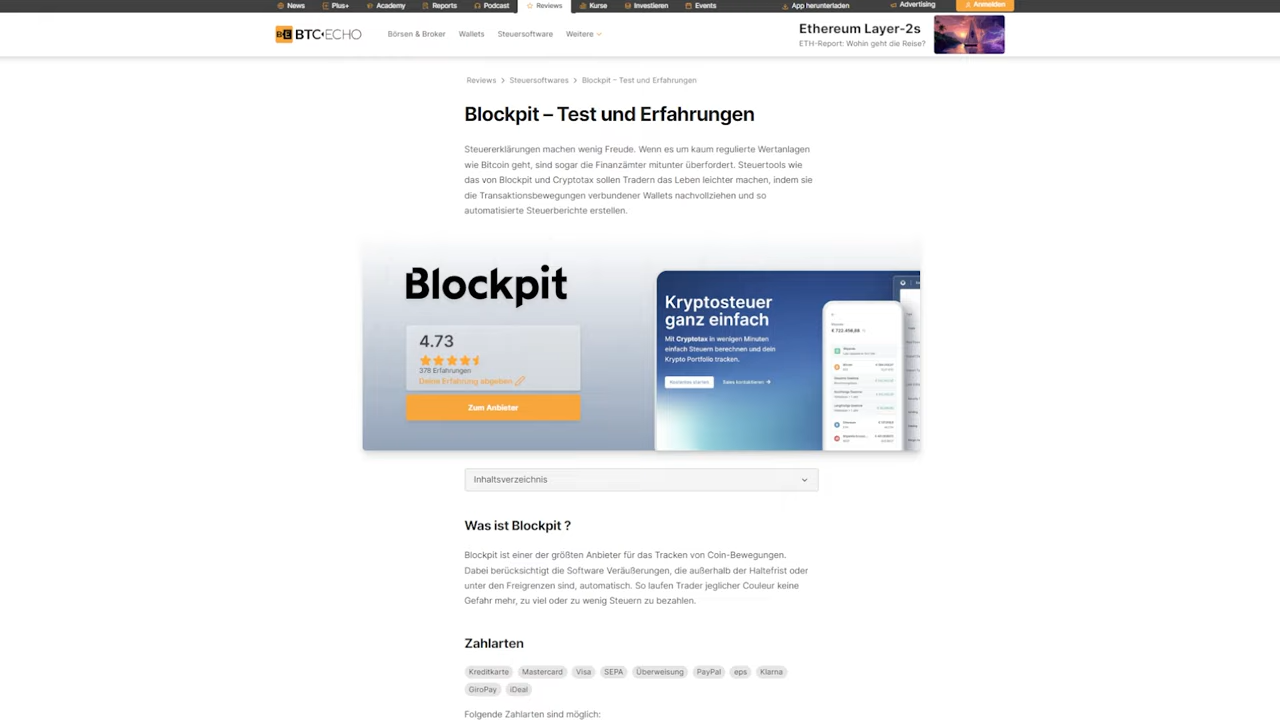 News Plus+ Academy Reports Podcast Reviews Kurse Investieren Events App herunterladen Advertising Anmelden
BTC-ECHO Börsen & Broker Wallets Steuersoftware Weitere
Ethereum Layer-2s
ETH-Report: Wohin geht die Reise?
Reviews > Steuersoftwares > Blockpit – Test und Erfahrungen
Blockpit – Test und Erfahrungen
Steuererklärungen machen wenig Freude. Wenn es um kaum regulierte Wertanlagen
wie Bitcoin geht, sind sogar die Finanzämter mitunter überfordert. Steuertools wie
das von Blockpit und Cryptotax sollen Tradern das Leben leichter machen, indem sie
die Transaktionsbewegungen verbundener Wallets nachvollziehen und so
automatisierte Steuerberichte erstellen.
Blockpit
4.73
378 Erfahrungen
Deine Erfahrung abgeben
Zum Anbieter
Kryptosteuer
ganz einfach
Mit Cryptotax in wenigen Minuten
einfach Steuern berechnen und dein
Krypto Portfolio tracken.
Kostenlos starten Sales kontaktieren
Inhaltsverzeichnis
Was ist Blockpit ?
Blockpit ist einer der größten Anbieter für das Tracken von Coin-Bewegungen.
Dabei berücksichtigt die Software Veräußerungen, die außerhalb der Haltefrist oder
unter den Freigrenzen sind, automatisch. So laufen Trader jeglicher Couleur keine
Gefahr mehr, zu viel oder zu wenig Steuern zu bezahlen.
Zahlarten
Kreditkarte Mastercard Visa SEPA Überweisung PayPal eps Klarna
GiroPay iDeal
Folgende Zahlarten sind möglich: